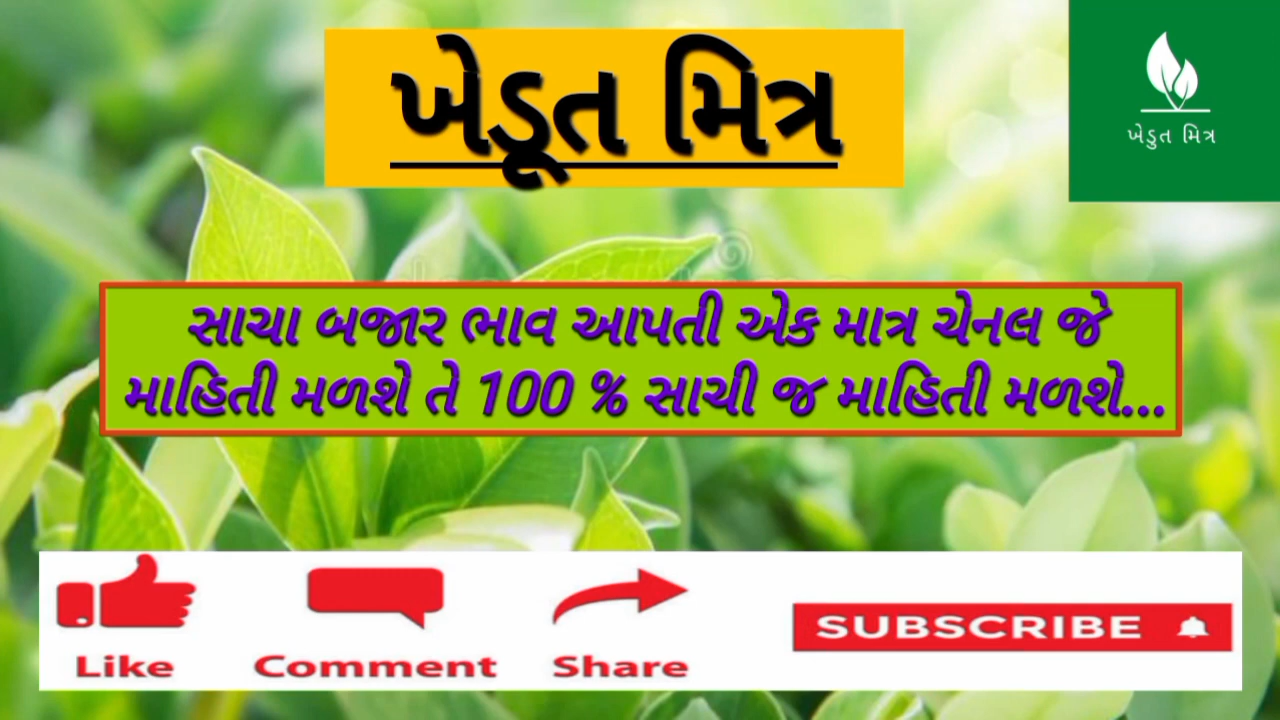 ખેડૂત મિત્ર
ખેડુત મિત્ર
સાચા બજાર ભાવ આપતી એક માત્ર ચેનલ જે
માહિતી મળશે તે 100 % સાચી જ માહિતી મળશે...
Like
Comment
Share
SUBSCRIBE